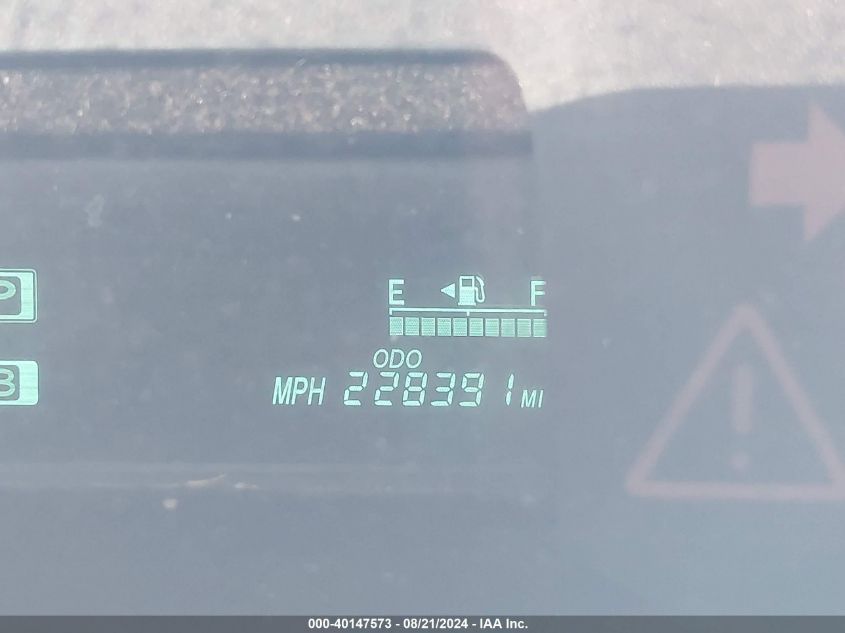 P
E F
B
ODO
MPH 228391 MI
000-40147573 - 08/21/2024 - IAA Inc.